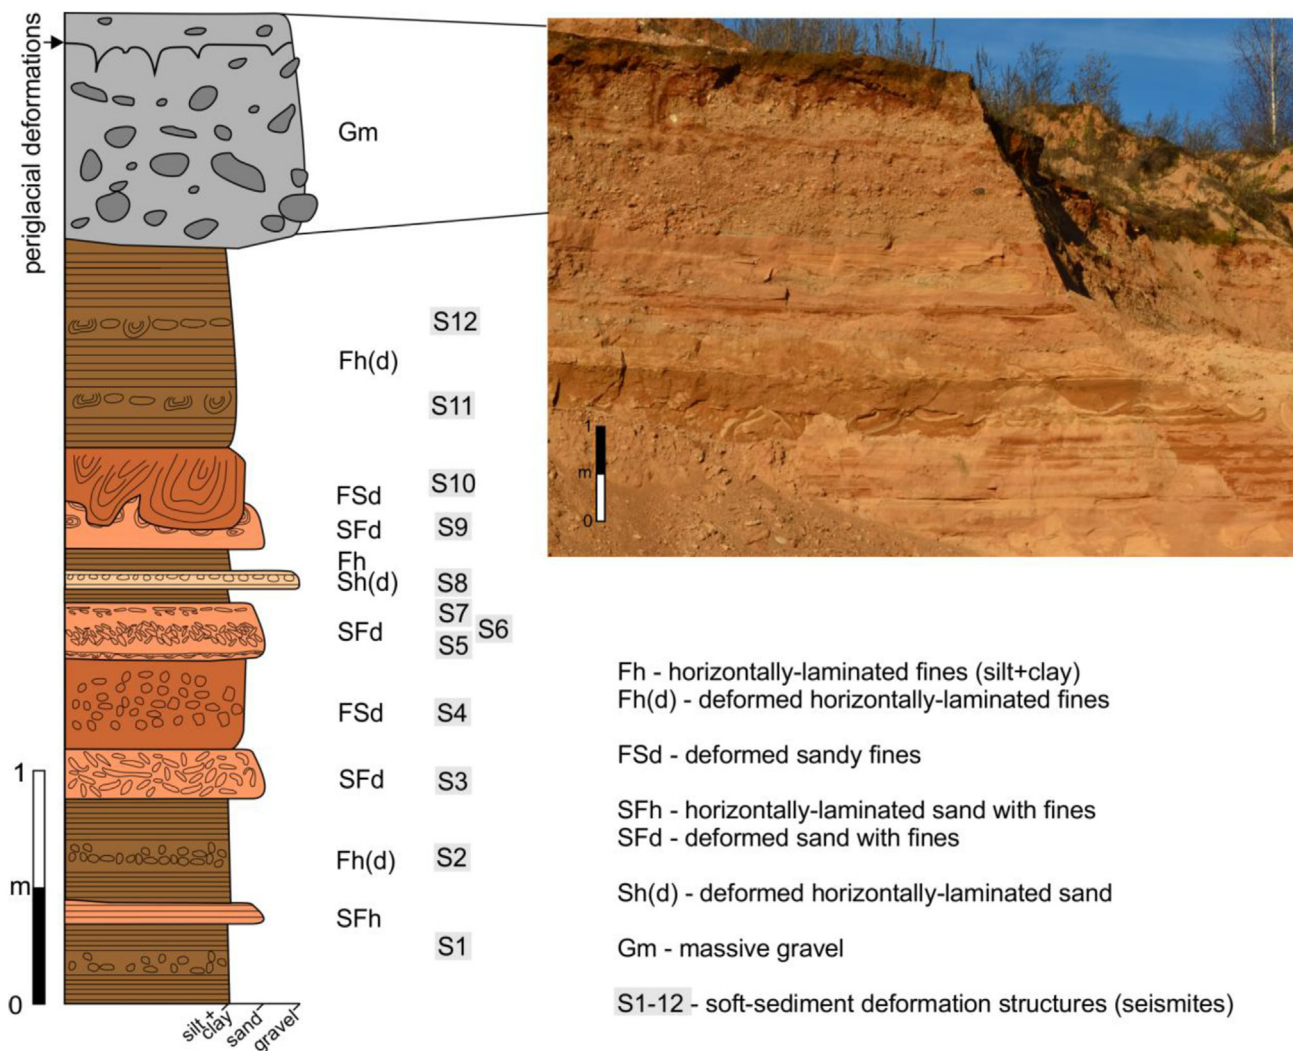 periglacial deformations
Gm
S12
Fh(d)
S11
S10
FSd
SFd
S9
Fh
Sh(d)
S8
S7
SFd
S6
S5
FSd
S4
SFd
S3
Fh(d)
S2
SFh
S1
1
m
0
silt+
clay
sand
gravel
1
m
0
Fh - horizontally-laminated fines (silt+clay)
Fh(d) - deformed horizontally-laminated fines
FSd - deformed sandy fines
SFh - horizontally-laminated sand with fines
SFd - deformed sand with fines
Sh(d) - deformed horizontally-laminated sand
Gm - massive gravel
S1-12 - soft-sediment deformation structures (seismites)